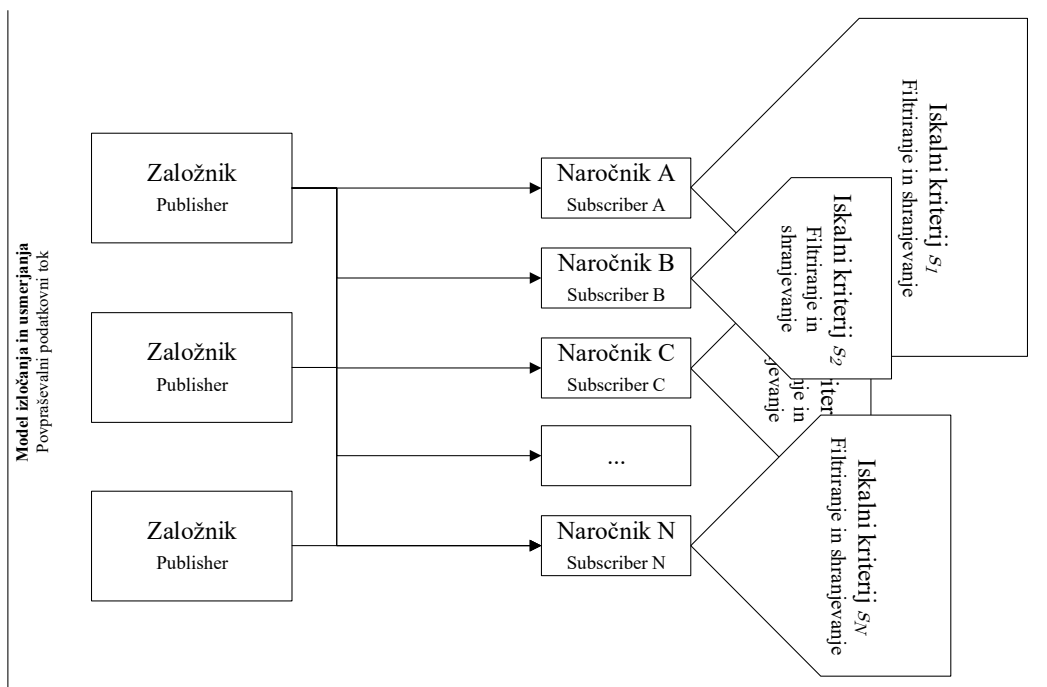 Model izločanja in usmerjanja
Povpraševalni podatkovni tok
Založnik
Publisher
Založnik
Publisher
Založnik
Publisher
Naročnik A
Subscriber A
Naročnik B
Subscriber B
Naročnik C
Subscriber C
...
Naročnik N
Subscriber N
Iskalni kriterij s1
Filtriranje in shranjevanje
Iskalni kriterij s2
Filtriranje in
shranjevanje
Iskalni kriterij sN
Filtriranje in shranjevanje